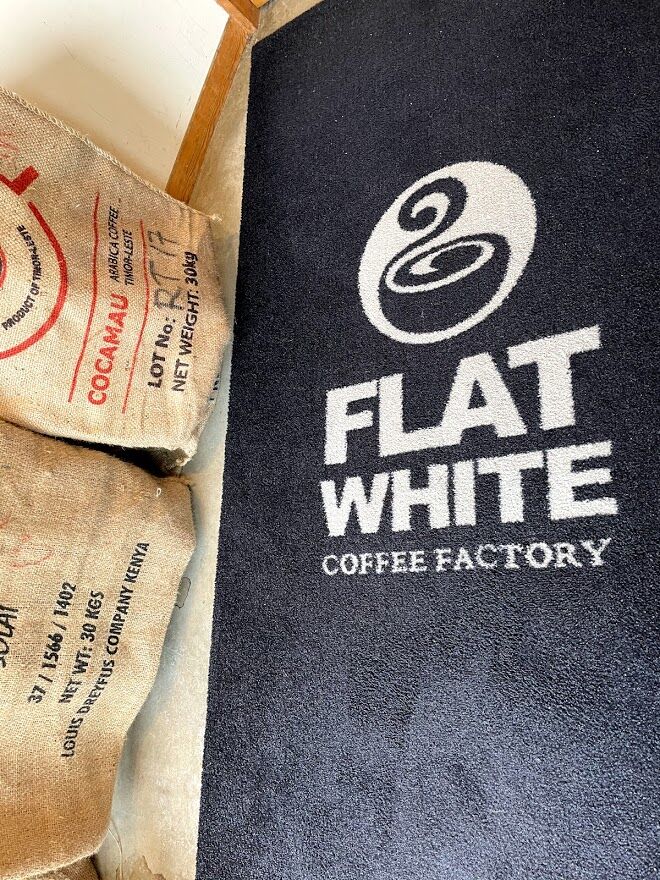 PRODUCT OF TIMOR-LESTE
COCAMAU
ARABICA COFFEE
TIMOR-LESTE
LOT No: RT17
NET WEIGHT: 30kg
37 / 1566 / 1402
NET WT: 30 KGS
LOUIS DREYFUS COMPANY KENYA
FLAT
WHITE
COFFEE FACTORY